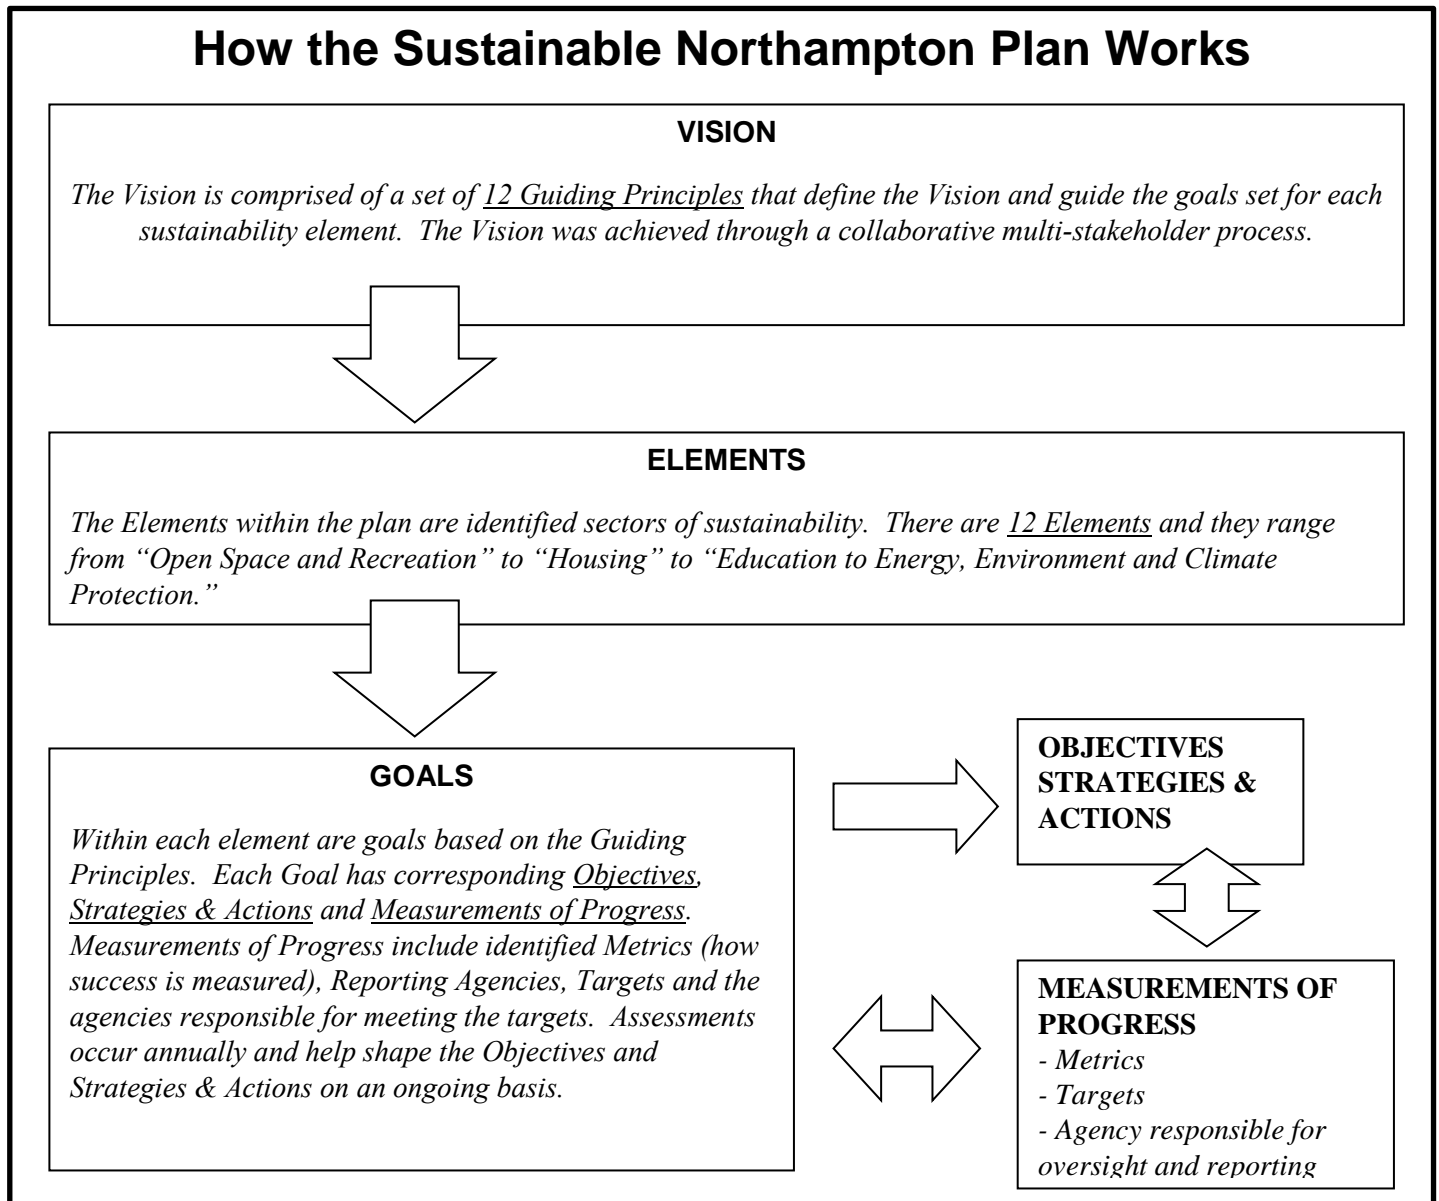 How the Sustainable Northampton Plan Works
VISION
The Vision is comprised of a set of 12 Guiding Principles that define the Vision and guide the goals set for each
sustainability element.  The Vision was achieved through a collaborative multi-stakeholder process.
ELEMENTS
The Elements within the plan are identified sectors of sustainability.  There are 12 Elements and they range
from “Open Space and Recreation” to “Housing” to “Education to Energy, Environment and Climate
Protection.”
GOALS
Within each element are goals based on the Guiding
Principles.  Each Goal has corresponding Objectives,
Strategies & Actions and Measurements of Progress.
Measurements of Progress include identified Metrics (how
success is measured), Reporting Agencies, Targets and the
agencies responsible for meeting the targets.  Assessments
occur annually and help shape the Objectives and
Strategies & Actions on an ongoing basis.
OBJECTIVES
STRATEGIES &
ACTIONS
MEASUREMENTS OF
PROGRESS
- Metrics
- Targets
- Agency responsible for
oversight and reporting